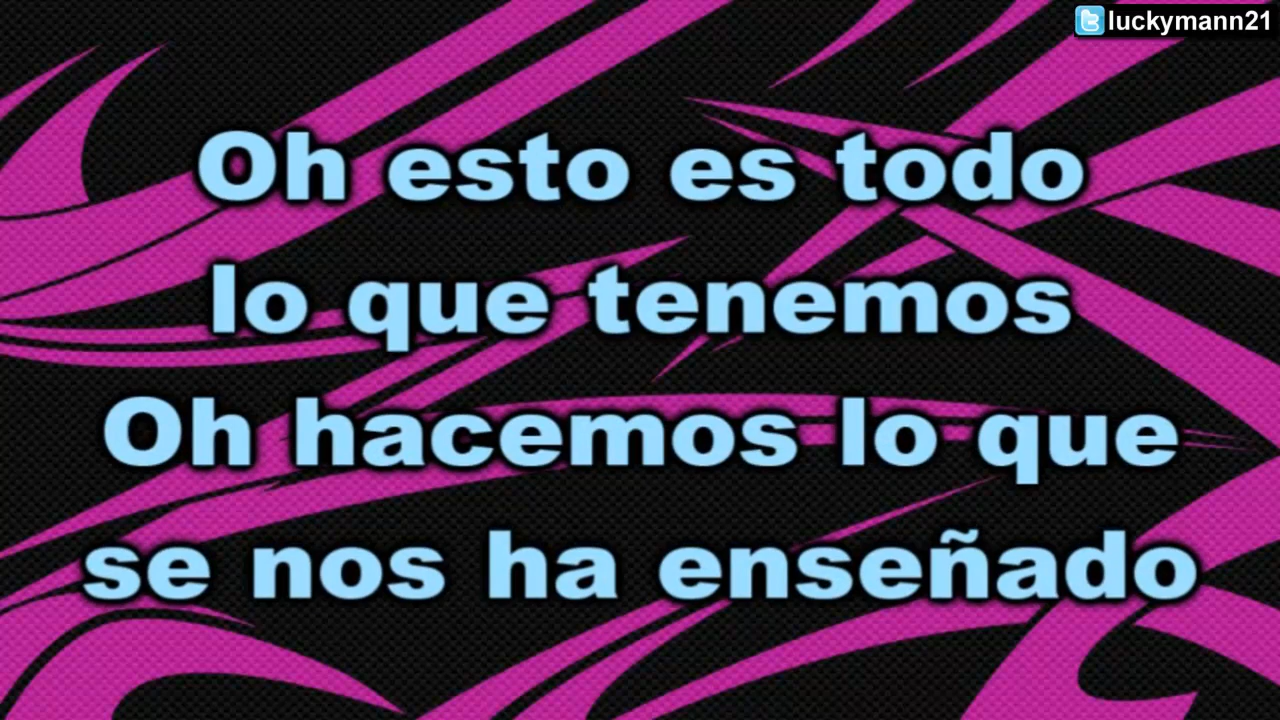 luckymann21
Oh esto es todo
lo que tenemos
Oh hacemos lo que
se nos ha enseñado